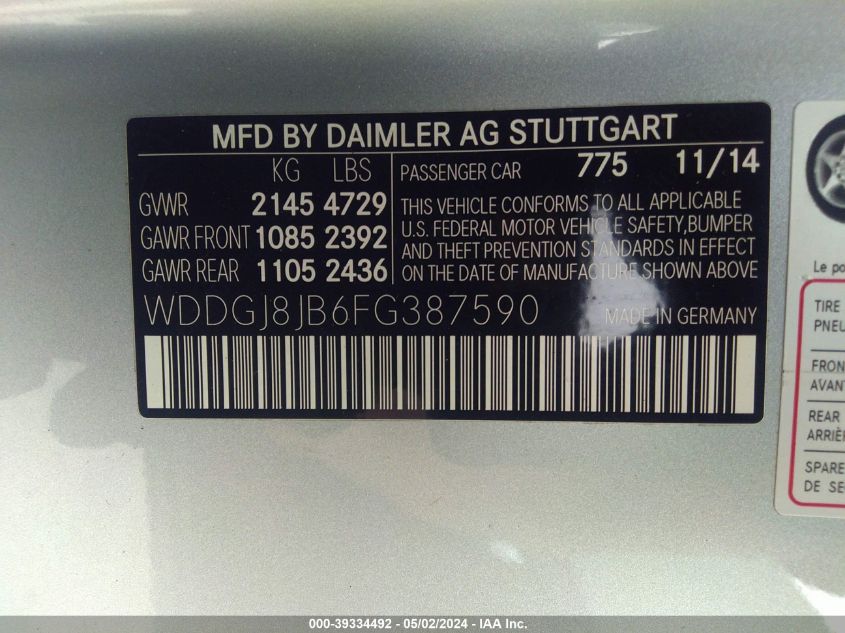 MFD BY DAIMLER AG STUTTGART
KG LBS
GVWR 2145 4729
GAWR FRONT 1085 2392
GAWR REAR 1105 2436
PASSENGER CAR 775 11/14
THIS VEHICLE CONFORMS TO ALL APPLICABLE
U.S. FEDERAL MOTOR VEHICLE SAFETY, BUMPER
AND THEFT PREVENTION STANDARDS IN EFFECT
ON THE DATE OF MANUFACTURE SHOWN ABOVE
WDDGJ8JB6FG387590 MADE IN GERMANY
Le po
TIRE
PNEU
FRON
AVAN
REAR
ARRIÈR
SPARE
DE SE
000-39334492 - 05/02/2024 - IAA Inc.